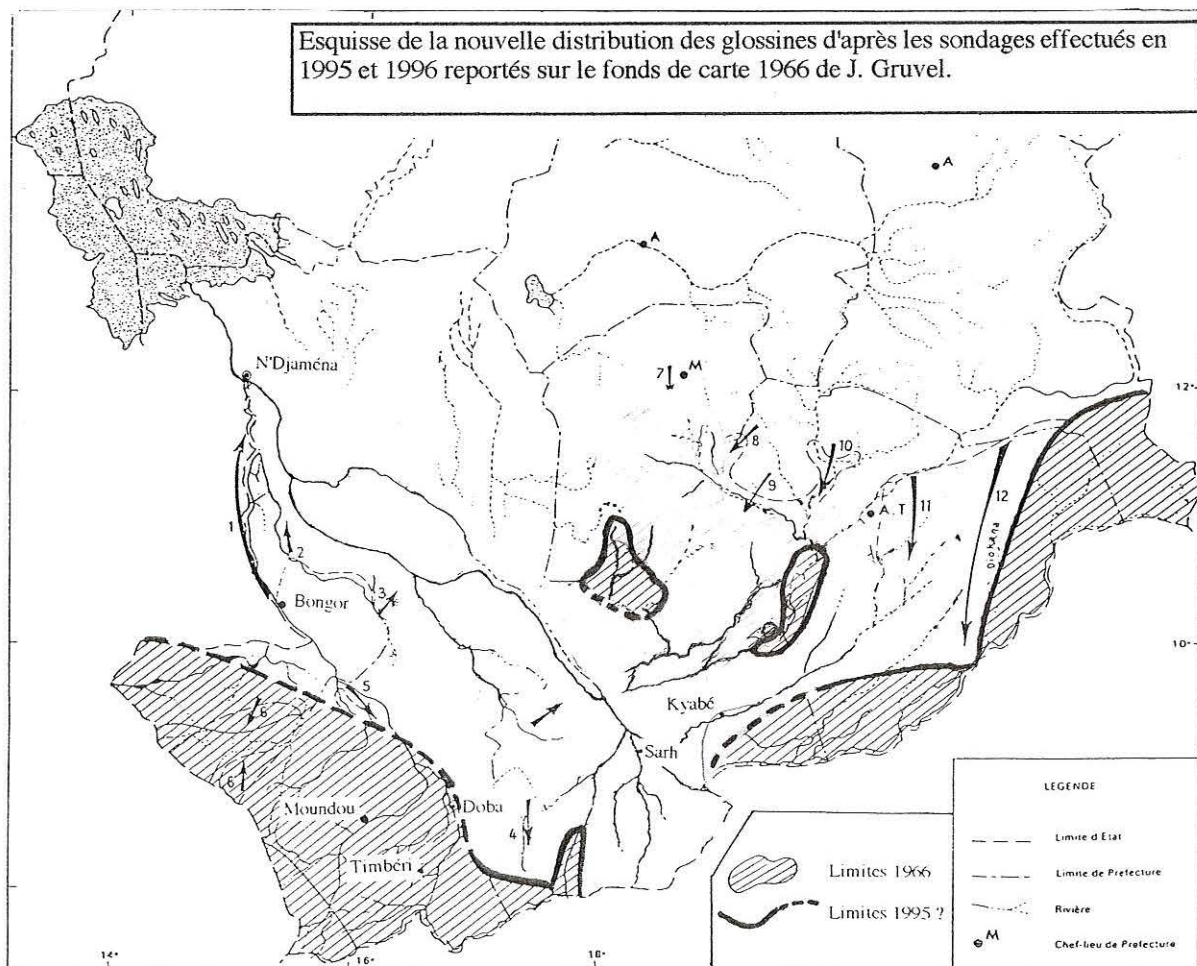 Esquisse de la nouvelle distribution des glossines d'après les sondages effectués en
1995 et 1996 reportés sur le fonds de carte 1966 de J. Gruvel.
A
A
N'Djaména
7
M
12°
8
10
9
A.T
11
12
Diohana
1
2
3
Bongor
10°
5
6
Kyabé
Sarh
6
Moundou
Doba
4
Timbéri
LEGENDE
Limite d'Etat
Limites 1966
Limite de Préfecture
Rivière
Limites 1995 ?
M
Chef-lieu de Préfecture
14°
16°
18°